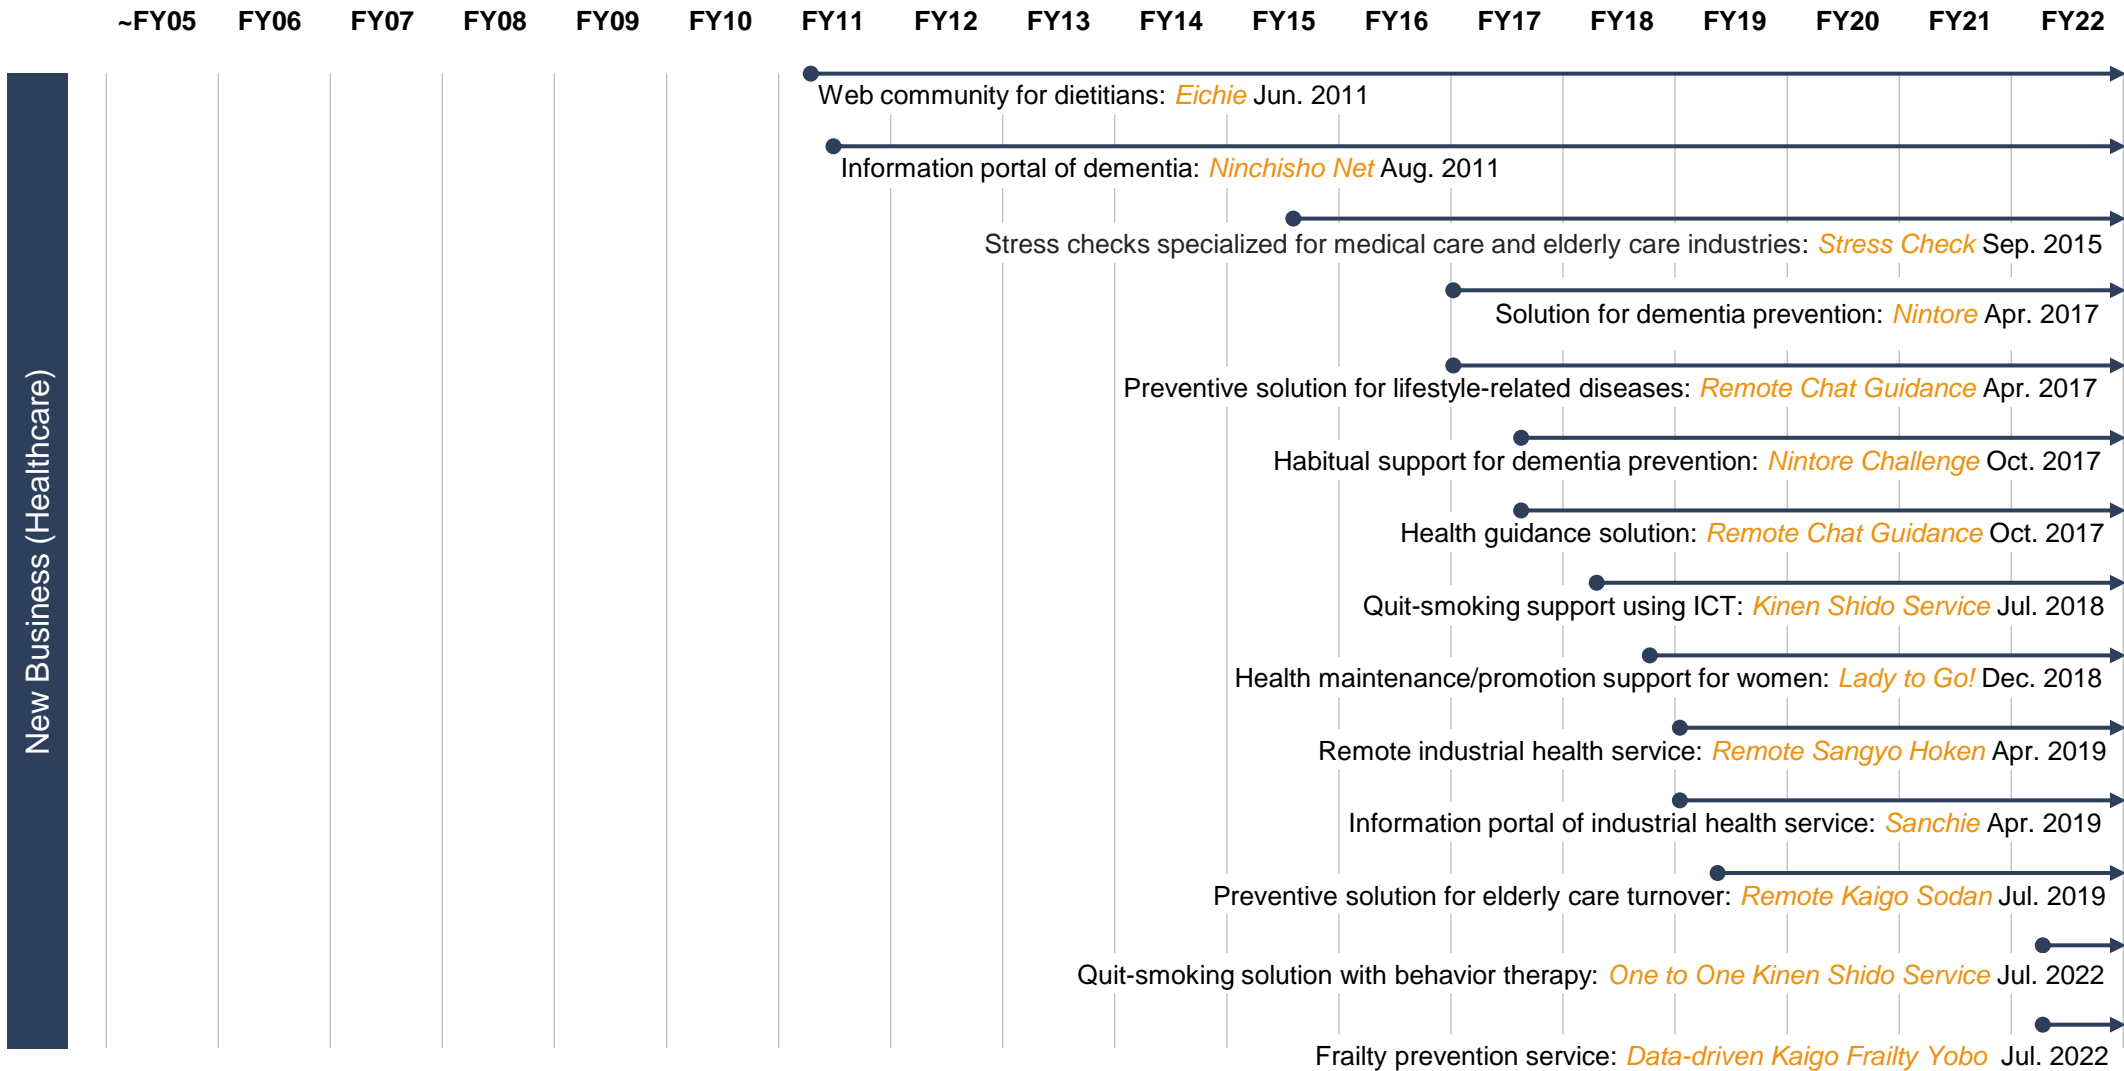 ~FY05 FY06 FY07 FY08 FY09 FY10 FY11 FY12 FY13 FY14 FY15 FY16 FY17 FY18 FY19 FY20 FY21 FY22
New Business (Healthcare)
Web community for dietitians: Eichie Jun. 2011
Information portal of dementia: Ninchisho Net Aug. 2011
Stress checks specialized for medical care and elderly care industries: Stress Check Sep. 2015
Solution for dementia prevention: Nintore Apr. 2017
Preventive solution for lifestyle-related diseases: Remote Chat Guidance Apr. 2017
Habitual support for dementia prevention: Nintore Challenge Oct. 2017
Health guidance solution: Remote Chat Guidance Oct. 2017
Quit-smoking support using ICT: Kinen Shido Service Jul. 2018
Health maintenance/promotion support for women: Lady to Go! Dec. 2018
Remote industrial health service: Remote Sangyo Hoken Apr. 2019
Information portal of industrial health service: Sanchie Apr. 2019
Preventive solution for elderly care turnover: Remote Kaigo Sodan Jul. 2019
Quit-smoking solution with behavior therapy: One to One Kinen Shido Service Jul. 2022
Frailty prevention service: Data-driven Kaigo Frailty Yobo Jul. 2022